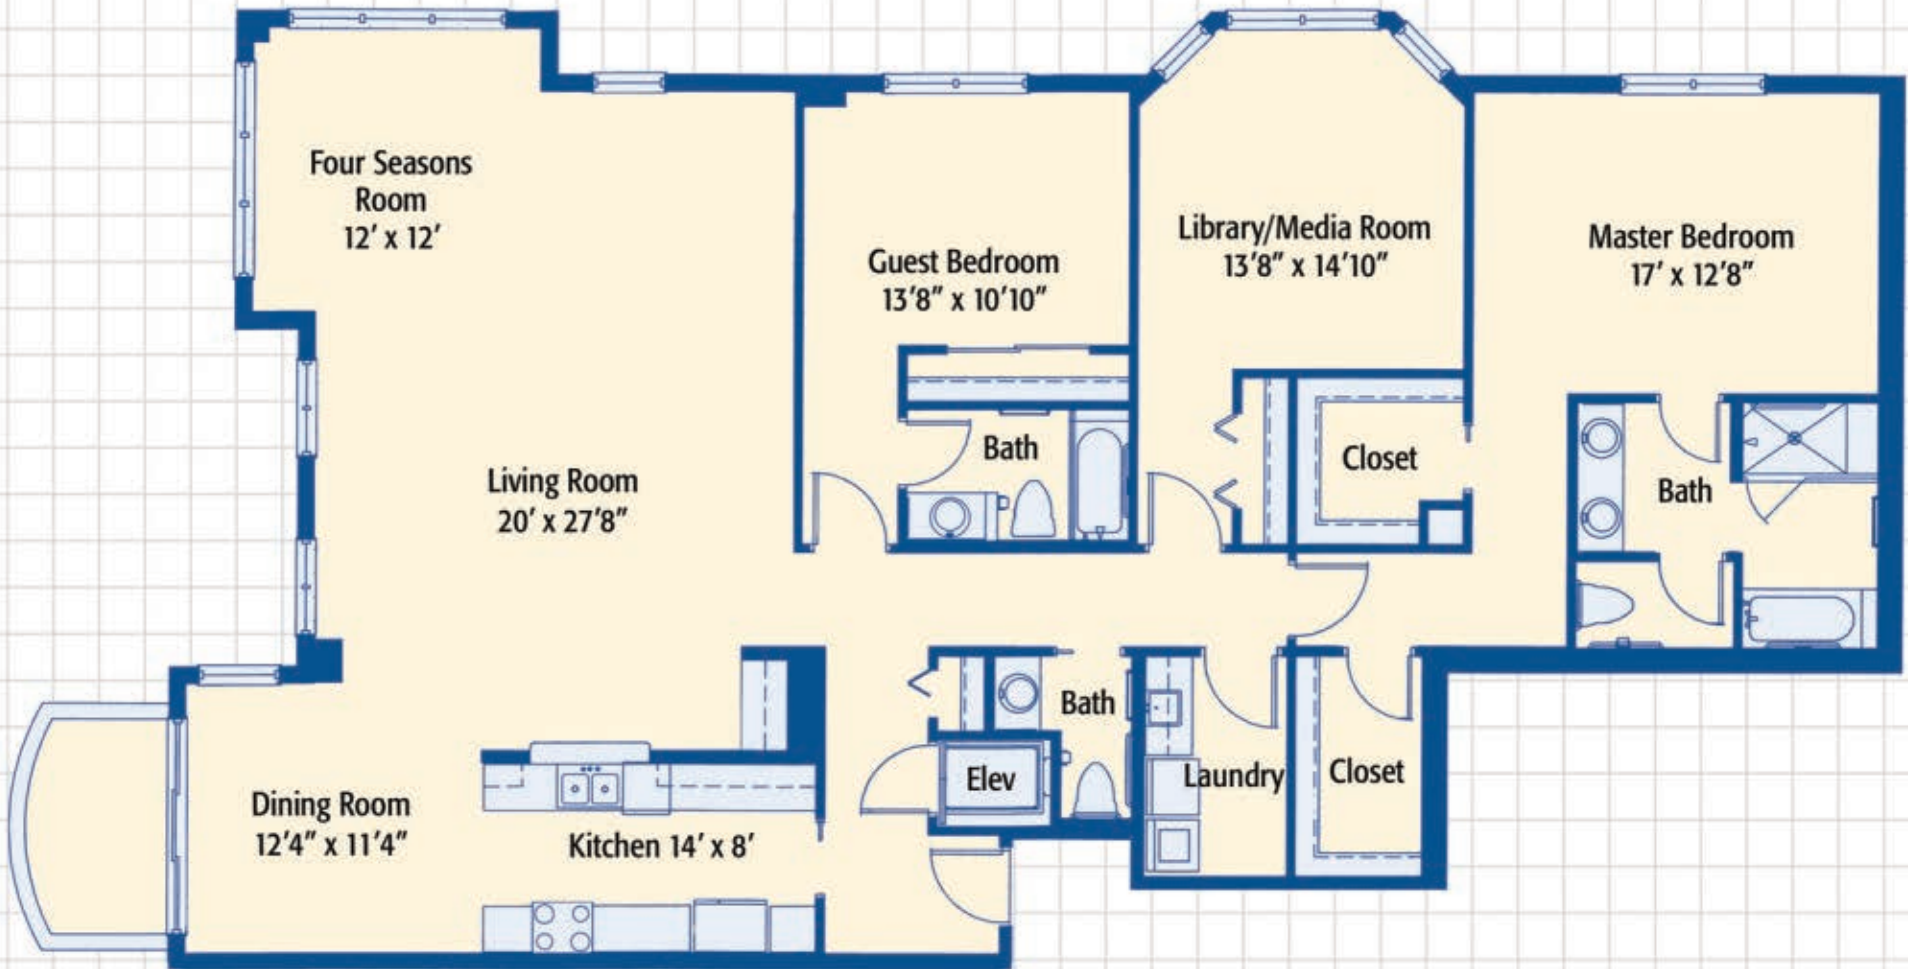 Four Seasons
Room
12’ x 12’
Living Room
20’ x 27’8”
Dining Room
12’4” x 11’4”
Kitchen 14’ x 8’
Guest Bedroom
13’8” x 10’10”
Bath
Library/Media Room
13’8” x 14’10”
Closet
Master Bedroom
17’ x 12’8”
Bath
Elev
Bath
Laundry
Closet